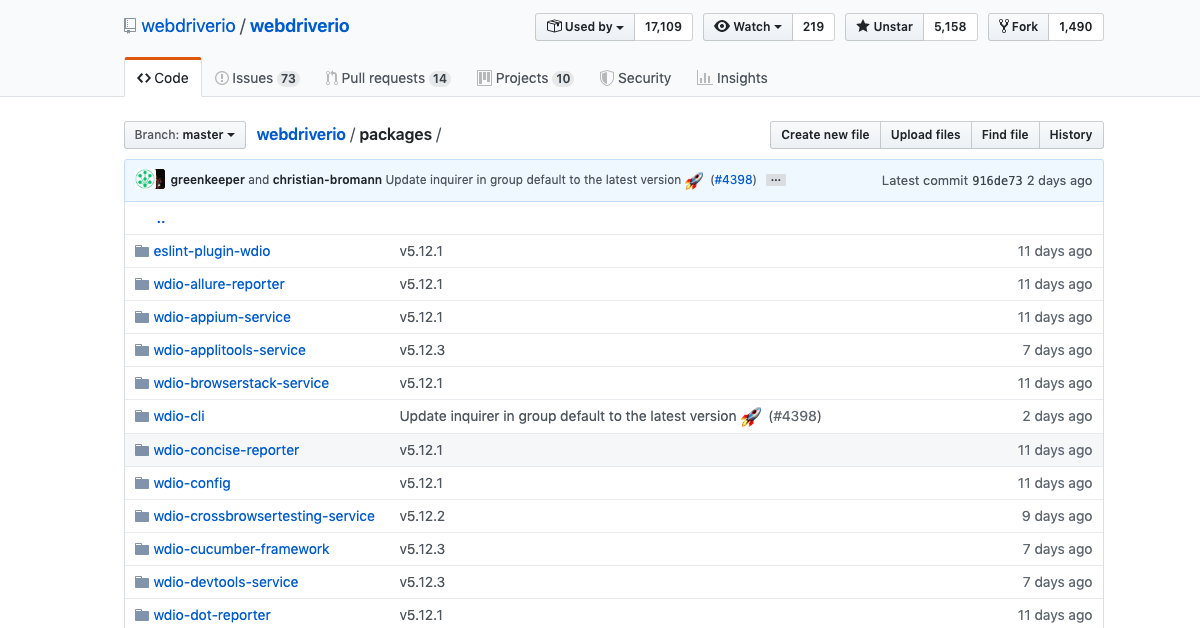 webdriverio / webdriverio Used by 17,109 Watch 219 Unstar 5,158 Fork 1,490
Code Issues 73 Pull requests 14 Projects 10 Security Insights
Branch: master webdriverio / packages / Create new file Upload files Find file History
greenkeeper and christian-bromann Update inquirer in group default to the latest version 🚀 (#4398) ... Latest commit 916de73 2 days ago
..
eslint-plugin-wdio v5.12.1 11 days ago
wdio-allure-reporter v5.12.1 11 days ago
wdio-appium-service v5.12.1 11 days ago
wdio-applitools-service v5.12.3 7 days ago
wdio-browserstack-service v5.12.1 11 days ago
wdio-cli Update inquirer in group default to the latest version 🚀 (#4398) 2 days ago
wdio-concise-reporter v5.12.1 11 days ago
wdio-config v5.12.1 11 days ago
wdio-crossbrowsertesting-service v5.12.2 9 days ago
wdio-cucumber-framework v5.12.3 7 days ago
wdio-devtools-service v5.12.3 7 days ago
wdio-dot-reporter v5.12.1 11 days ago